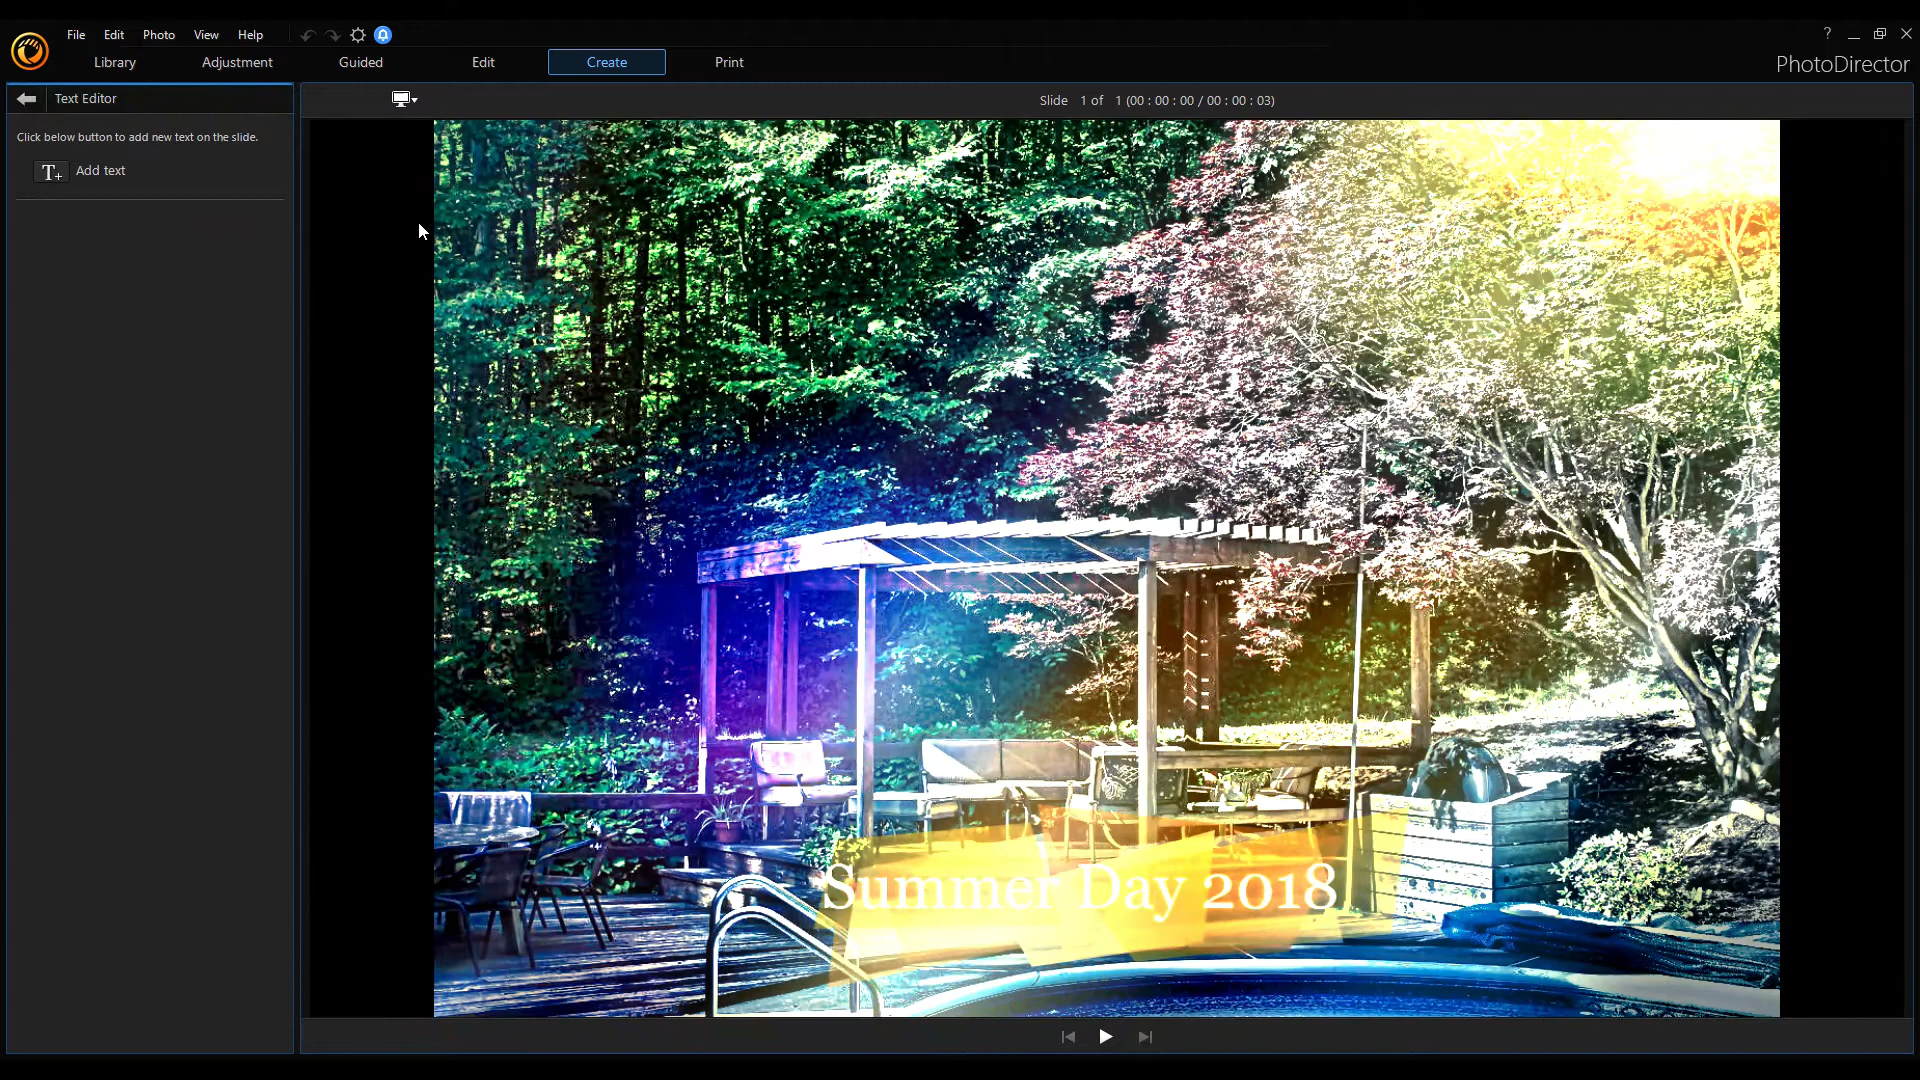 File Edit Photo View Help
?
Library Adjustment Guided Edit Create Print
PhotoDirector
Text Editor
Slide 1 of 1 (00 : 00 : 00 / 00 : 00 : 03)
Click below button to add new text on the slide.
T+ Add text
Summer Day 2018